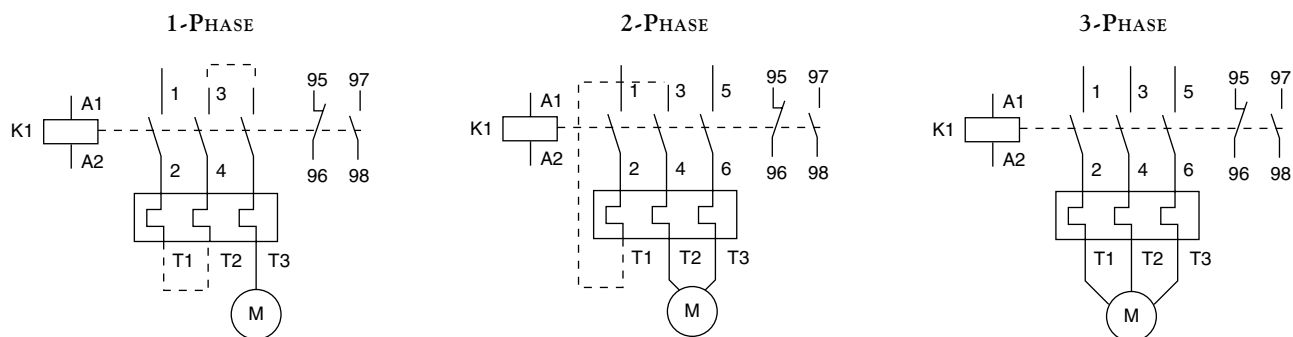 1-PHASE
1 3 95 97
A1
K1
A2
2 4 96 98
T1 T2 T3
M
2-PHASE
1 3 5 95 97
A1
K1
A2
2 4 6 96 98
T1 T2 T3
M
3-PHASE
1 3 5 95 97
A1
K1
A2
2 4 6 96 98
T1 T2 T3
M